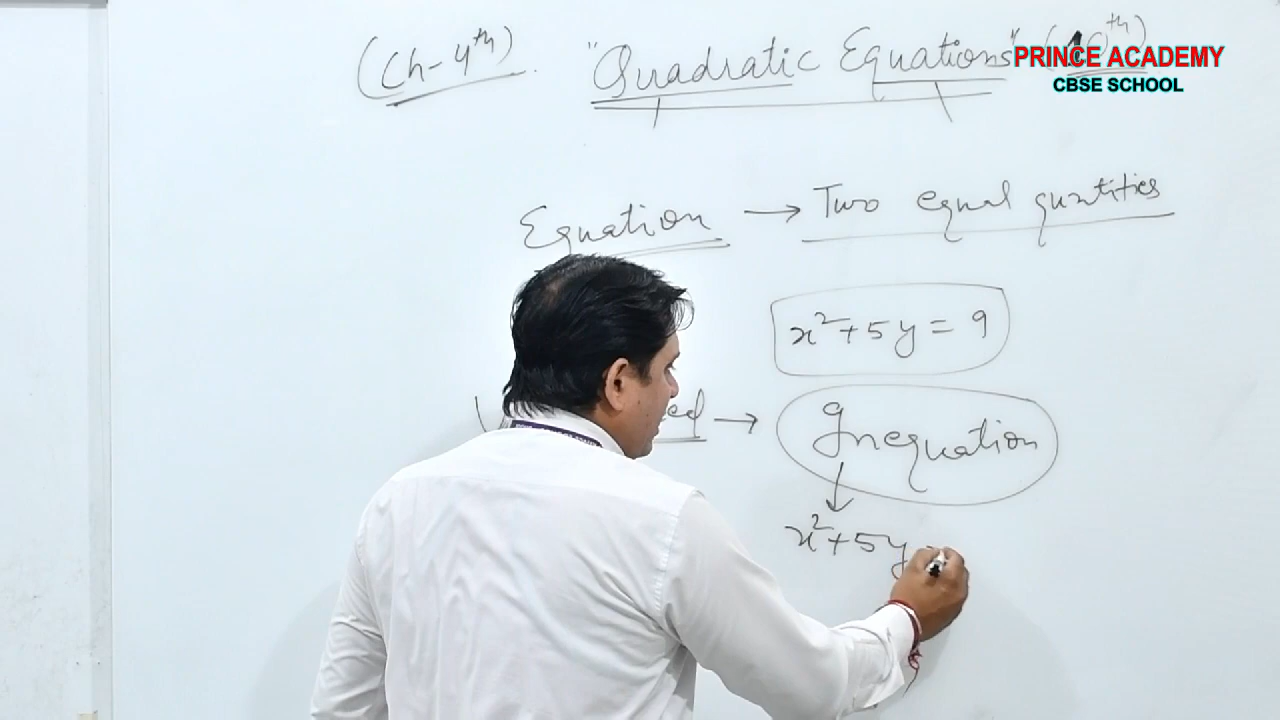 (Ch-4th) "Quadratic Equations" (10th)
PRINCE ACADEMY
CBSE SCHOOL
Equation → Two equal quantities
x²+5y = 9
→ Inequation
↓
x²+5y